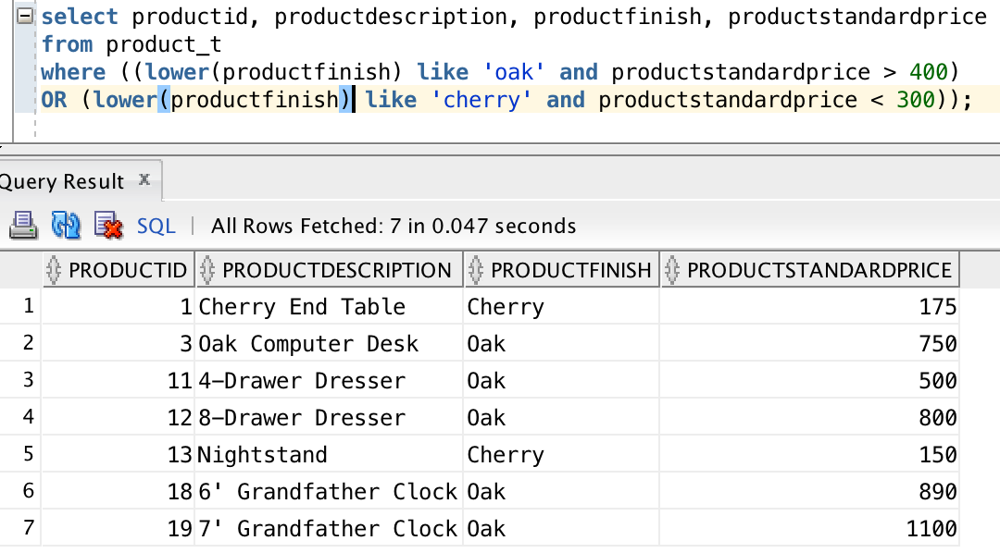 select productid, productdescription, productfinish, productstandardprice
from product_t
where ((lower(productfinish) like 'oak' and productstandardprice > 400)
OR (lower(productfinish) like 'cherry' and productstandardprice < 300));
Query Result ×
SQL | All Rows Fetched: 7 in 0.047 seconds
PRODUCTID PRODUCTDESCRIPTION PRODUCTFINISH PRODUCTSTANDARDPRICE
1 1 Cherry End Table Cherry 175
2 3 Oak Computer Desk Oak 750
3 11 4-Drawer Dresser Oak 500
4 12 8-Drawer Dresser Oak 800
5 13 Nightstand Cherry 150
6 18 6' Grandfather Clock Oak 890
7 19 7' Grandfather Clock Oak 1100